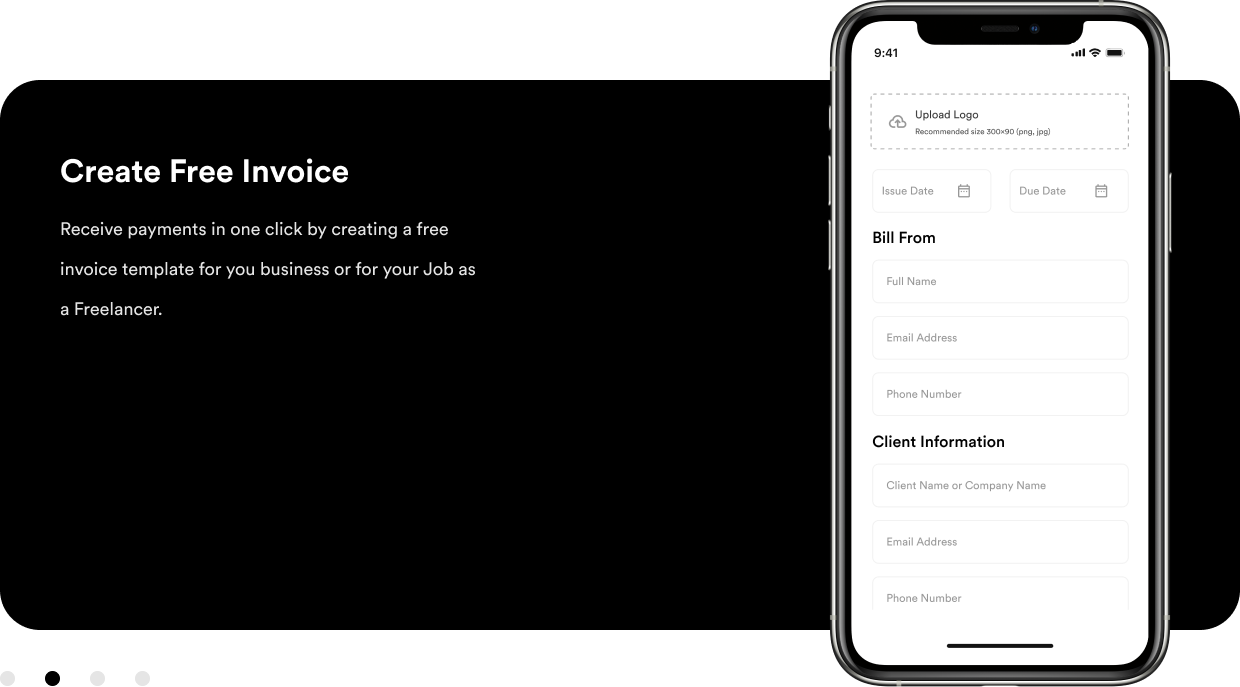 Create Free Invoice
Receive payments in one click by creating a free
invoice template for you business or for your Job as
a Freelancer.
9:41
Upload Logo
Recommended size 300×90 (png, jpg)
Issue Date
Due Date
Bill From
Full Name
Email Address
Phone Number
Client Information
Client Name or Company Name
Email Address
Phone Number